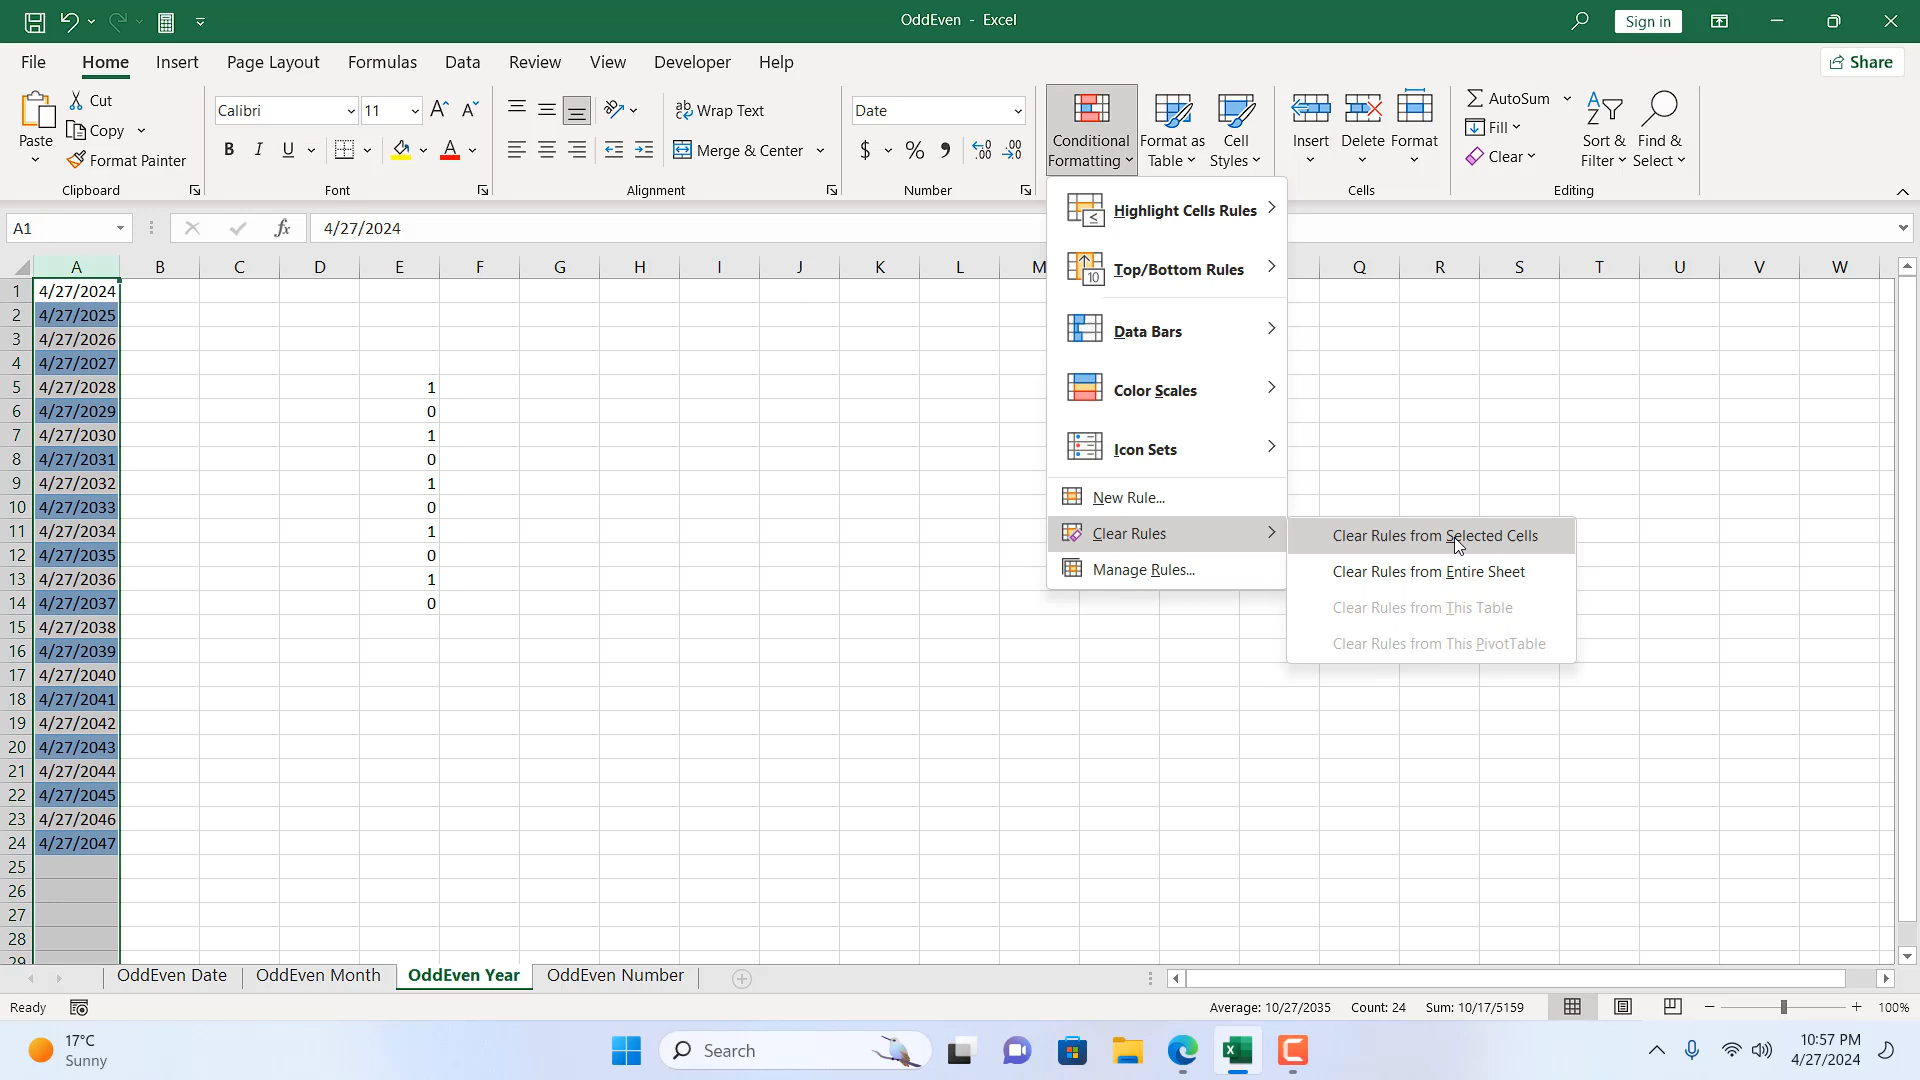 OddEven - Excel
Sign in
File Home Insert Page Layout Formulas Data Review View Developer Help
Share
Paste
Cut
Copy
Format Painter
Clipboard
Calibri 11
B I U
Font
Wrap Text
Merge & Center
Alignment
Date
$ % 9
Number
Conditional Formatting
Format as Table
Cell Styles
Insert Delete Format
Cells
AutoSum
Fill
Clear
Sort & Filter
Find & Select
Editing
A1
fx
4/27/2024
A B C D E F G H I J K L M Q R S T U V W
1 4/27/2024
2 4/27/2025
3 4/27/2026
4 4/27/2027
5 4/27/2028 1
6 4/27/2029 0
7 4/27/2030 1
8 4/27/2031 0
9 4/27/2032 1
10 4/27/2033 0
11 4/27/2034 1
12 4/27/2035 0
13 4/27/2036 1
14 4/27/2037 0
15 4/27/2038
16 4/27/2039
17 4/27/2040
18 4/27/2041
19 4/27/2042
20 4/27/2043
21 4/27/2044
22 4/27/2045
23 4/27/2046
24 4/27/2047
25
26
27
28
29
Highlight Cells Rules
Top/Bottom Rules
Data Bars
Color Scales
Icon Sets
New Rule...
Clear Rules
Manage Rules...
Clear Rules from Selected Cells
Clear Rules from Entire Sheet
Clear Rules from This Table
Clear Rules from This PivotTable
OddEven Date OddEven Month OddEven Year OddEven Number
Ready
Average: 10/27/2035 Count: 24 Sum: 10/17/5159
100%
17°C
Sunny
Search
10:57 PM
4/27/2024